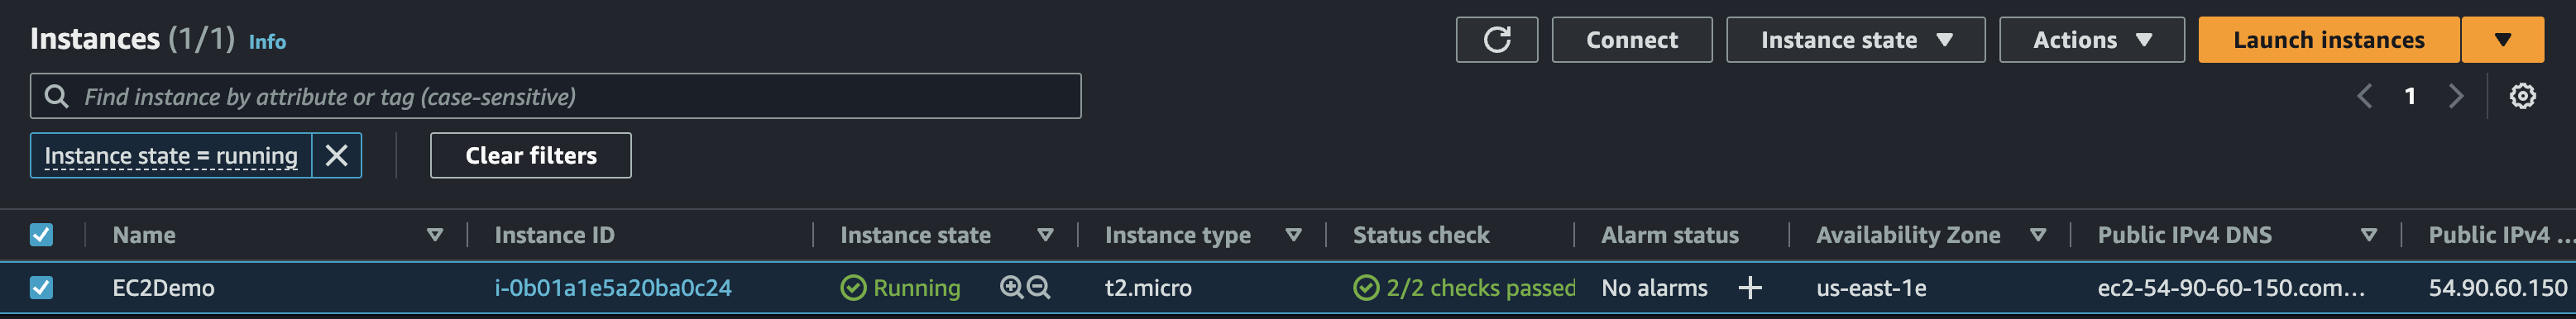 Instances (1/1) Info
Connect
Instance state
Actions
Launch instances
Find instance by attribute or tag (case-sensitive)
1
Instance state = running
Clear filters
Name Instance ID Instance state Instance type Status check Alarm status Availability Zone Public IPv4 DNS Public IPv4 ...
EC2Demo i-0b01a1e5a20ba0c24 Running t2.micro 2/2 checks passed No alarms + us-east-1e ec2-54-90-60-150.com... 54.90.60.150